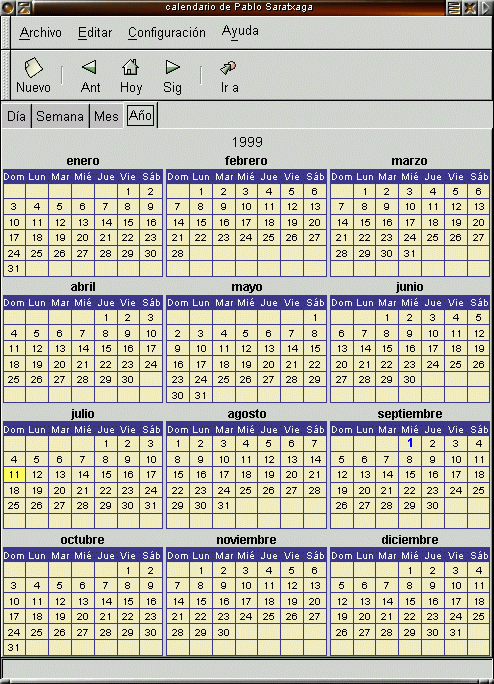 calendario de Pablo Saratxaga
Archivo Editar Configuración Ayuda
Nuevo Ant Hoy Sig Ir a
Día Semana Mes Año
1999
enero
Dom Lun Mar Mié Jue Vie Sáb
1 2
3 4 5 6 7 8 9
10 11 12 13 14 15 16
17 18 19 20 21 22 23
24 25 26 27 28 29 30
31
febrero
Dom Lun Mar Mié Jue Vie Sáb
1 2 3 4 5 6
7 8 9 10 11 12 13
14 15 16 17 18 19 20
21 22 23 24 25 26 27
28
marzo
Dom Lun Mar Mié Jue Vie Sáb
1 2 3 4 5 6
7 8 9 10 11 12 13
14 15 16 17 18 19 20
21 22 23 24 25 26 27
28 29 30 31
abril
Dom Lun Mar Mié Jue Vie Sáb
1 2 3
4 5 6 7 8 9 10
11 12 13 14 15 16 17
18 19 20 21 22 23 24
25 26 27 28 29 30
mayo
Dom Lun Mar Mié Jue Vie Sáb
1
2 3 4 5 6 7 8
9 10 11 12 13 14 15
16 17 18 19 20 21 22
23 24 25 26 27 28 29
30 31
junio
Dom Lun Mar Mié Jue Vie Sáb
1 2 3 4 5
6 7 8 9 10 11 12
13 14 15 16 17 18 19
20 21 22 23 24 25 26
27 28 29 30
julio
Dom Lun Mar Mié Jue Vie Sáb
1 2 3
4 5 6 7 8 9 10
11 12 13 14 15 16 17
18 19 20 21 22 23 24
25 26 27 28 29 30 31
agosto
Dom Lun Mar Mié Jue Vie Sáb
1 2 3 4 5 6 7
8 9 10 11 12 13 14
15 16 17 18 19 20 21
22 23 24 25 26 27 28
29 30 31
septiembre
Dom Lun Mar Mié Jue Vie Sáb
1 2 3 4
5 6 7 8 9 10 11
12 13 14 15 16 17 18
19 20 21 22 23 24 25
26 27 28 29 30
octubre
Dom Lun Mar Mié Jue Vie Sáb
1 2
3 4 5 6 7 8 9
10 11 12 13 14 15 16
17 18 19 20 21 22 23
24 25 26 27 28 29 30
31
noviembre
Dom Lun Mar Mié Jue Vie Sáb
1 2 3 4 5 6
7 8 9 10 11 12 13
14 15 16 17 18 19 20
21 22 23 24 25 26 27
28 29 30
diciembre
Dom Lun Mar Mié Jue Vie Sáb
1 2 3 4
5 6 7 8 9 10 11
12 13 14 15 16 17 18
19 20 21 22 23 24 25
26 27 28 29 30 31